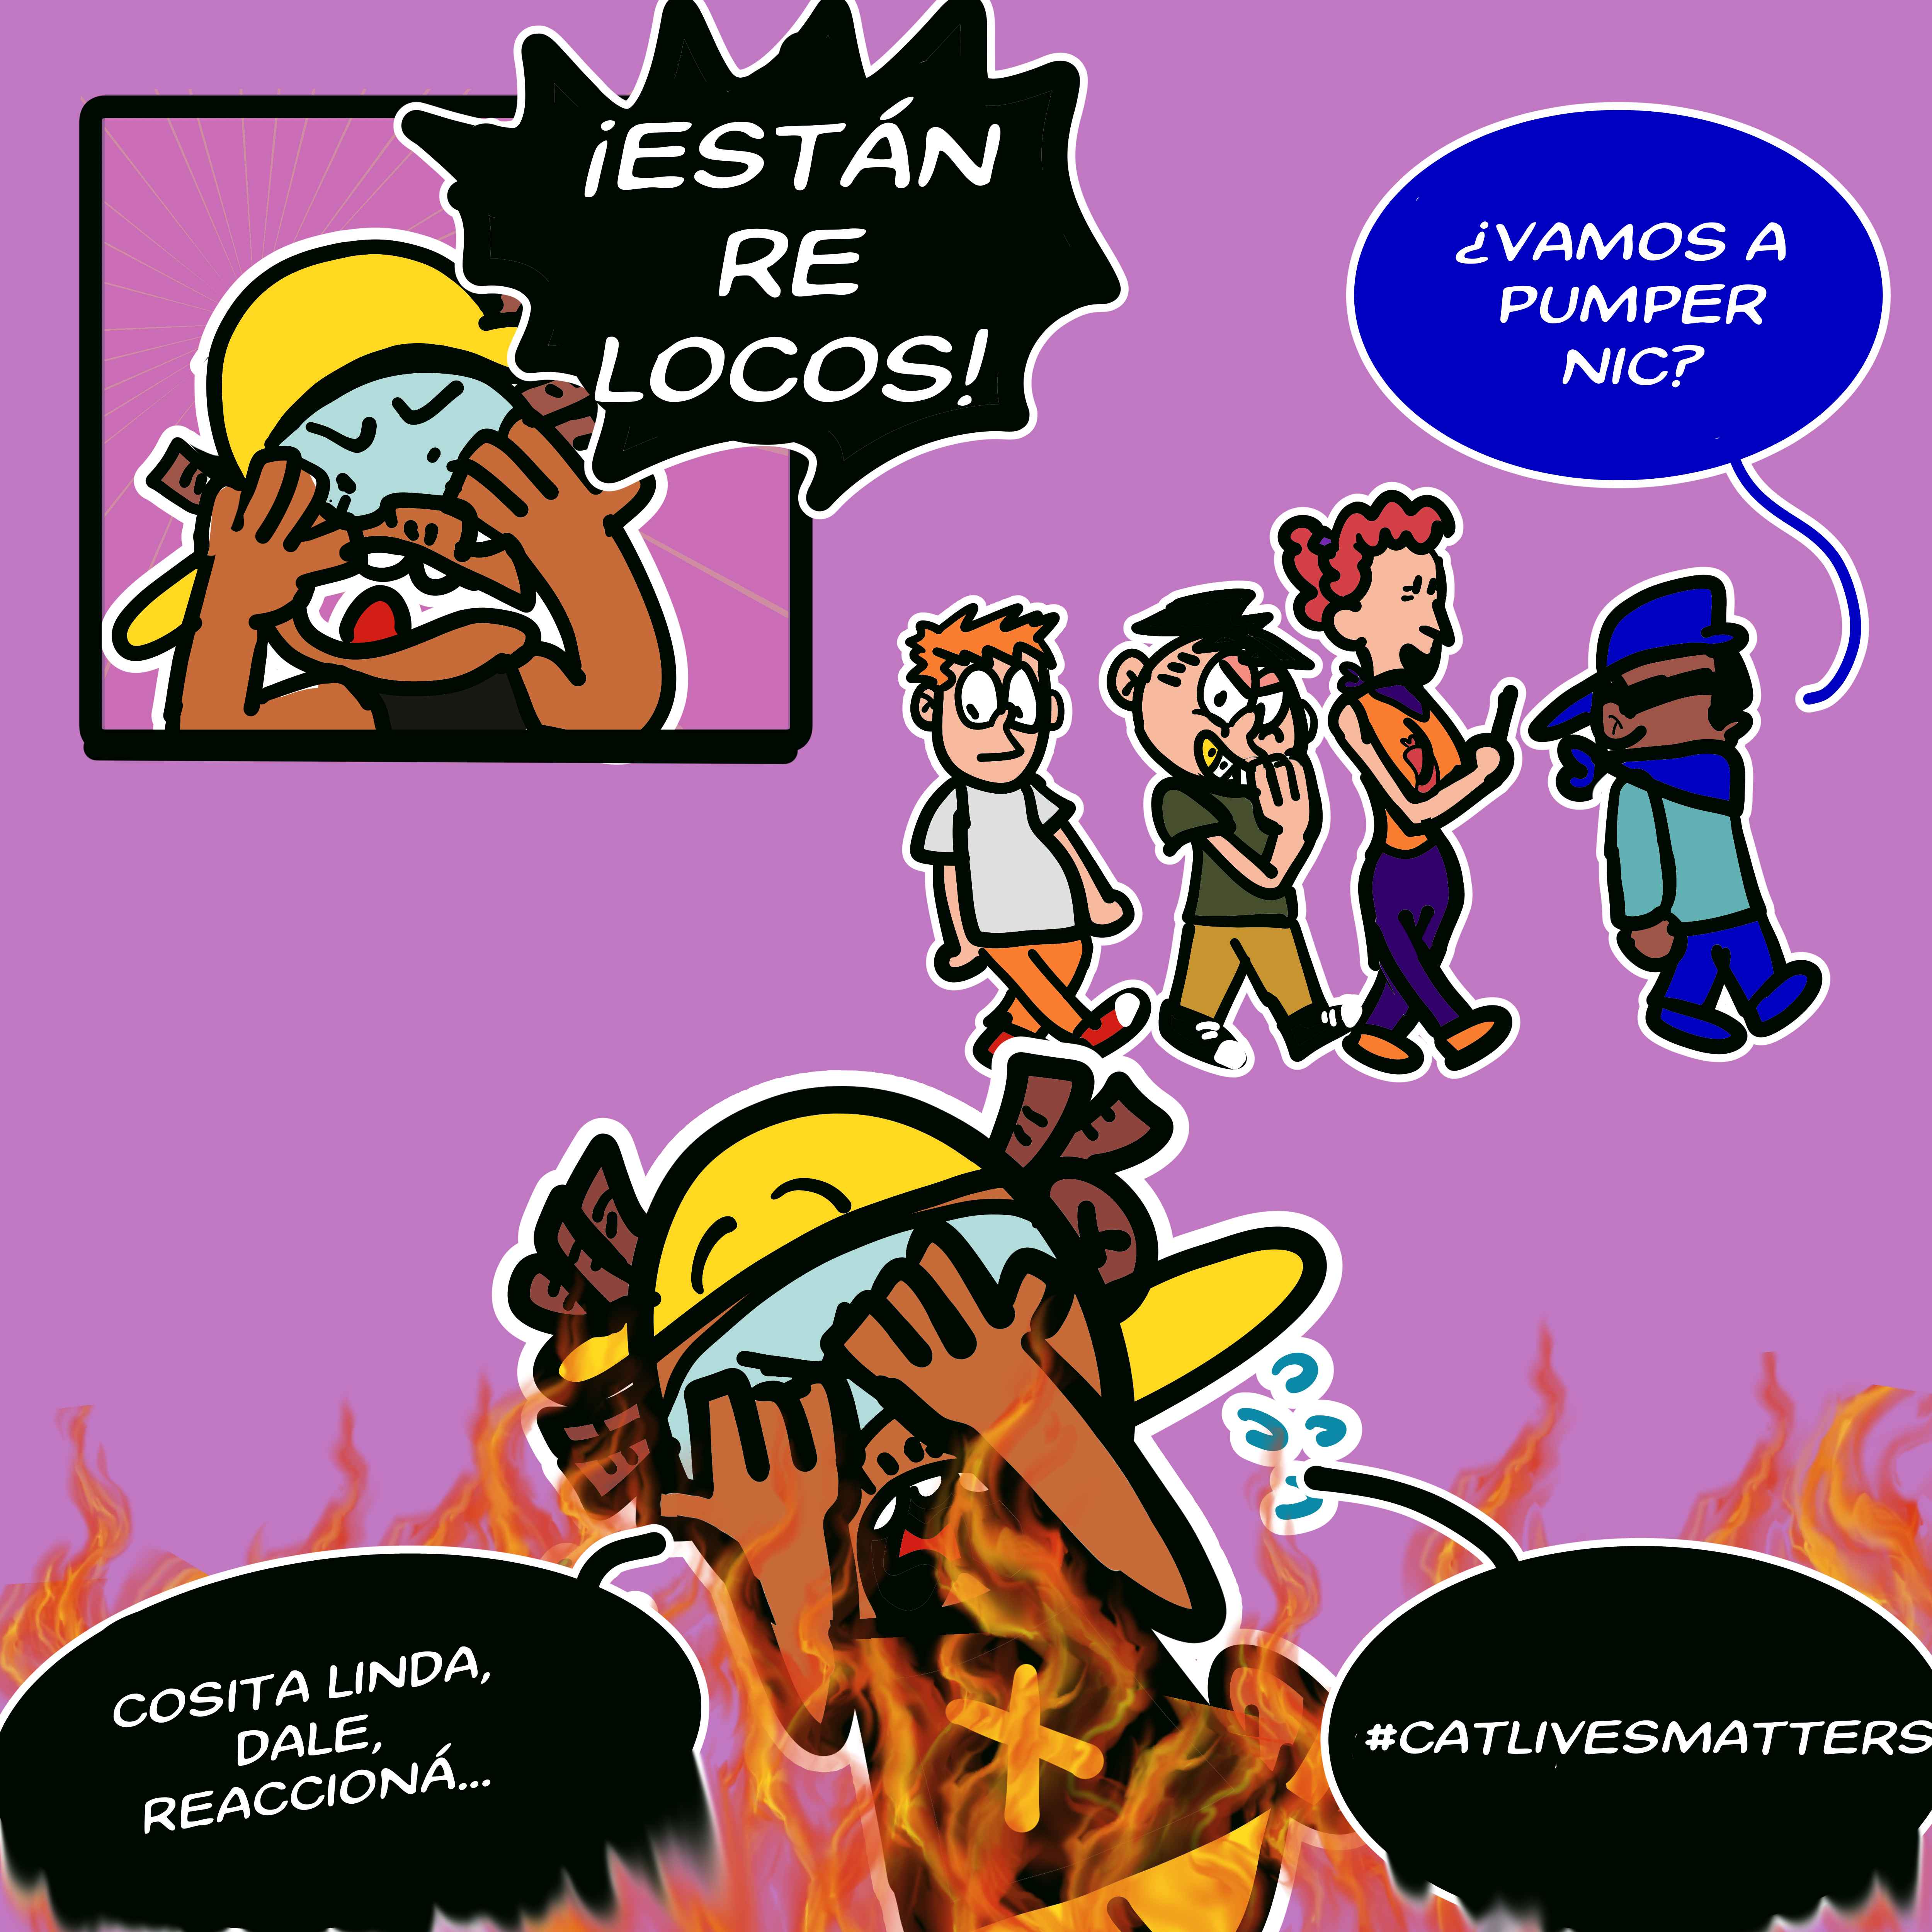 ¡ESTÁN
RE
LOCOS!
¿VAMOS A
PUMPER
NIC?
COSITA LINDA,
DALE,
REACCIONÁ...
#CATLIVESMATTERS